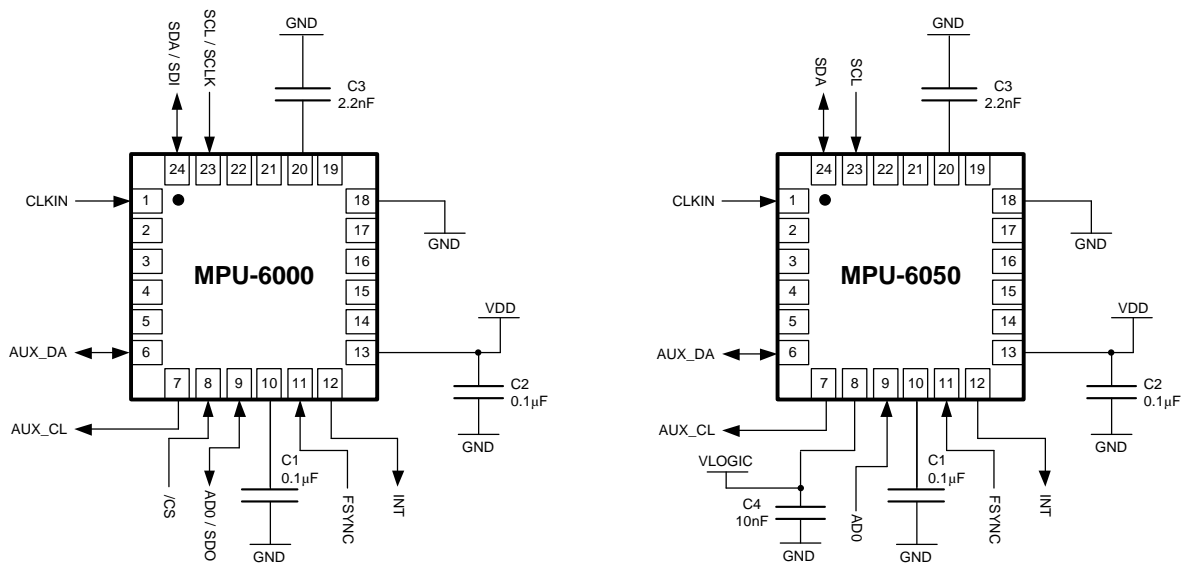 GND
SDA / SDI
SCL / SCLK
C3
2.2nF
24 23 22 21 20 19
CLKIN
1
2
3
4
5
6
18
17
16
15
14
13
MPU-6000
GND
VDD
AUX_DA
C2
0.1µF
GND
7 8 9 10 11 12
AUX_CL
/CS
AD0 / SDO
C1
0.1µF
GND
FSYNC
INT
GND
SDA
SCL
C3
2.2nF
24 23 22 21 20 19
CLKIN
1
2
3
4
5
6
18
17
16
15
14
13
MPU-6050
GND
VDD
AUX_DA
C2
0.1µF
GND
7 8 9 10 11 12
AUX_CL
VLOGIC
C4
10nF
GND
AD0
C1
0.1µF
GND
FSYNC
INT